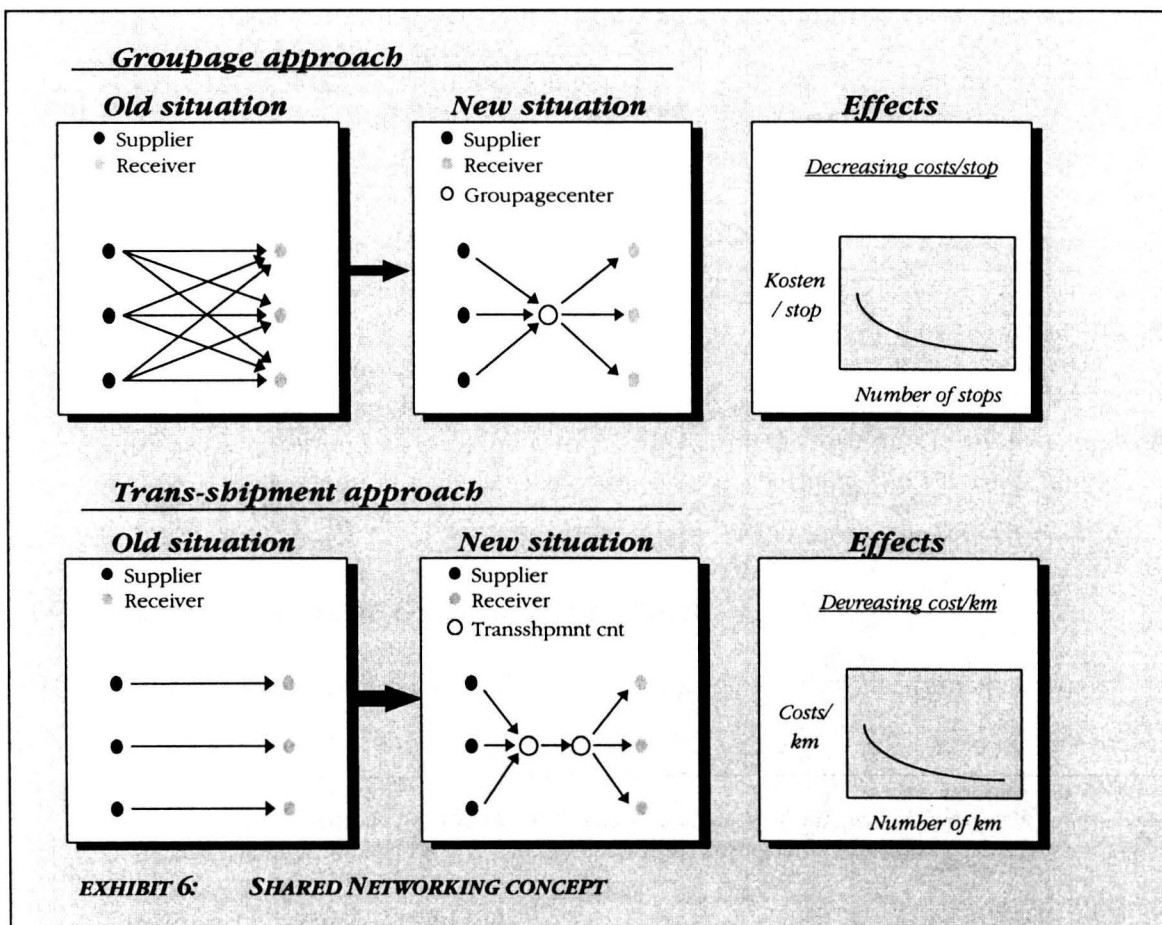 Groupage approach
Old situation
New situation
Effects
Supplier
Receiver
Supplier
Receiver
Groupagecenter
Decreasing costs/stop
Kosten
/ stop
Number of stops
Trans-shipment approach
Old situation
New situation
Effects
Supplier
Receiver
Supplier
Receiver
Transshpmnt cnt
Devreasing cost/km
Costs/
km
Number of km
EXHIBIT 6: SHARED NETWORKING CONCEPT